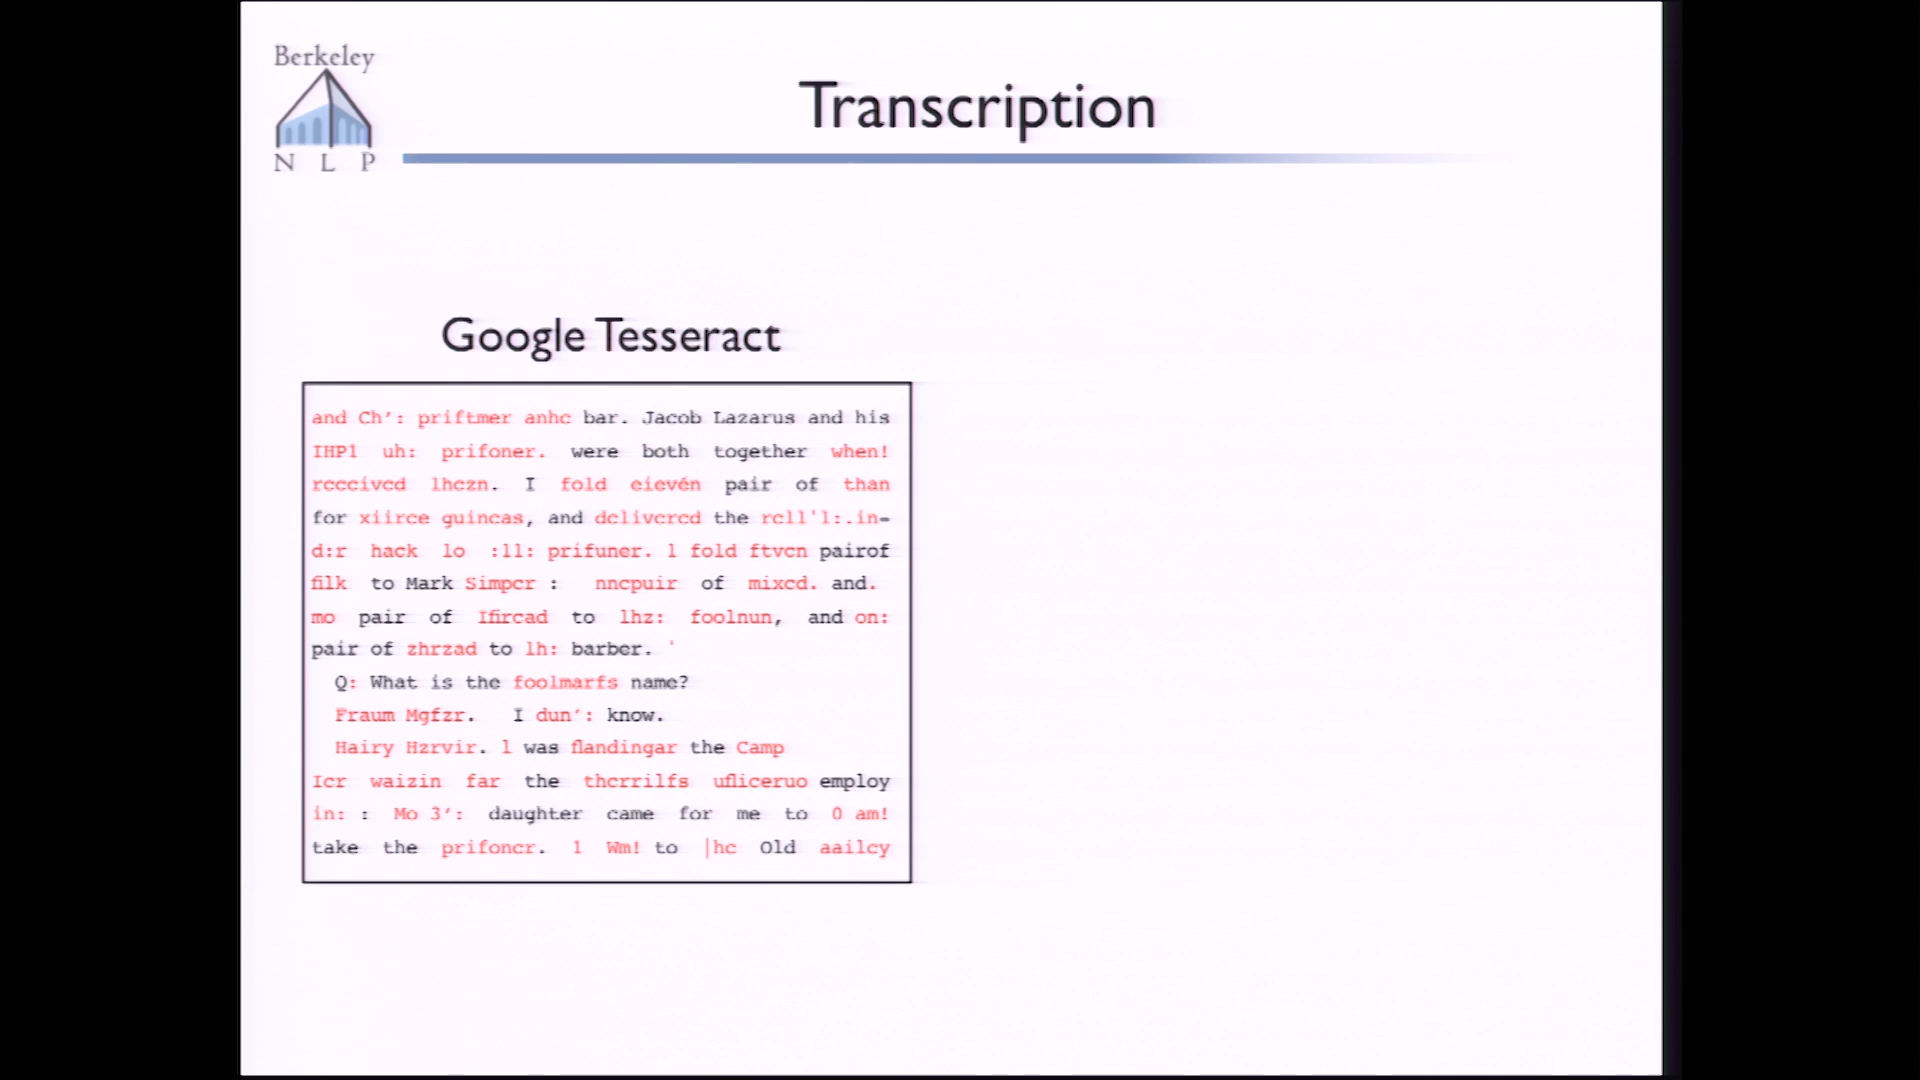 Berkeley
N L P
Transcription
Google Tesseract
and Ch’: priftmer anhc bar. Jacob Lazarus and his
IHP1 uh: prifoner. were both together when!
rcccivcd lhczn. I fold eievén pair of than
for xiirce guincas, and dclivcrcd the rcll'l:.in-
d:r hack lo :ll: prifuner. l fold ftvcn pairof
filk to Mark Simpcr : nncpuir of mixcd. and.
mo pair of Ifircad to lhz: foolnun, and on:
pair of zhrzad to lh: barber. '
Q: What is the foolmarfs name?
Fraum Mgfzr. I dun’: know.
Hairy Hzrvir. l was flandingar the Camp
Icr waizin far the thcrrilfs ufliceruo employ
in: : Mo 3’: daughter came for me to 0 am!
take the prifoncr. 1 Wm! to |hc Old aailcy